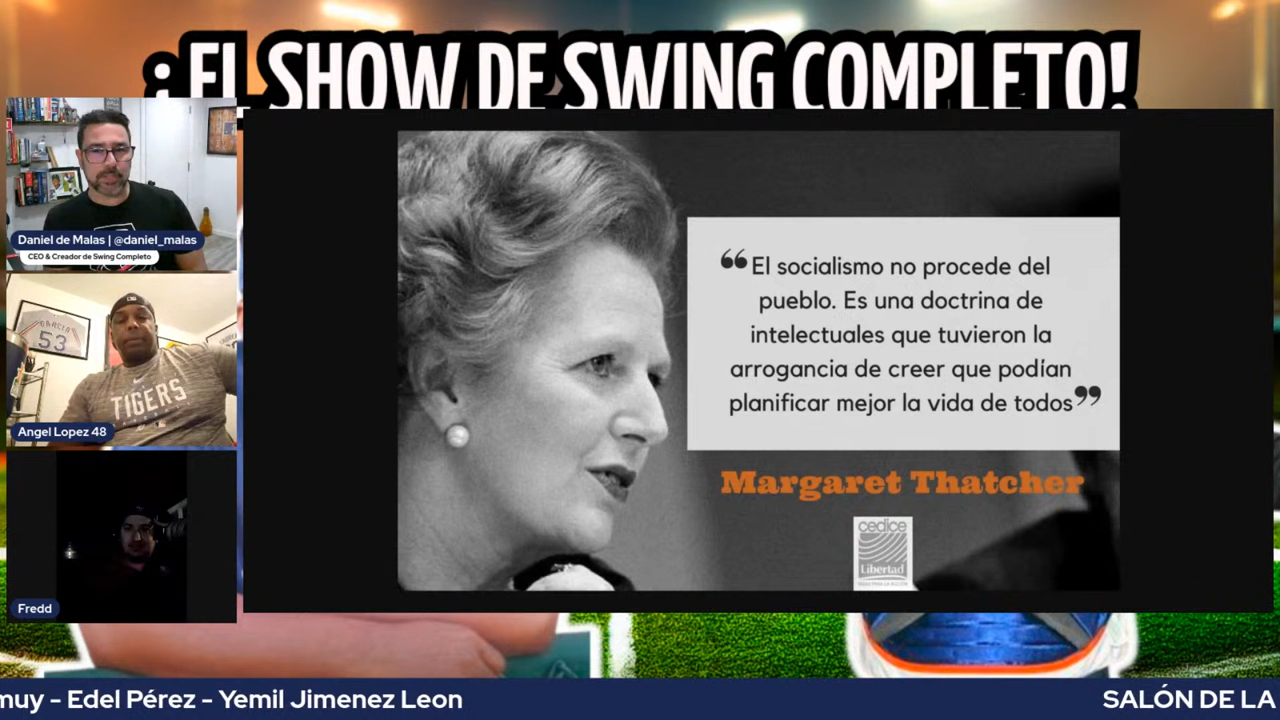 ¡EL SHOW DE SWING COMPLETO!
Daniel de Malas | @daniel_malas
CEO & Creador de Swing Completo
GARCIA
53
TIGERS
Angel Lopez 48
Fredd
“El socialismo no procede del
pueblo. Es una doctrina de
intelectuales que tuvieron la
arrogancia de creer que podían
planificar mejor la vida de todos”
Margaret Thatcher
cedice
Libertad
muy - Edel Pérez - Yemil Jimenez Leon
SALÓN DE LA